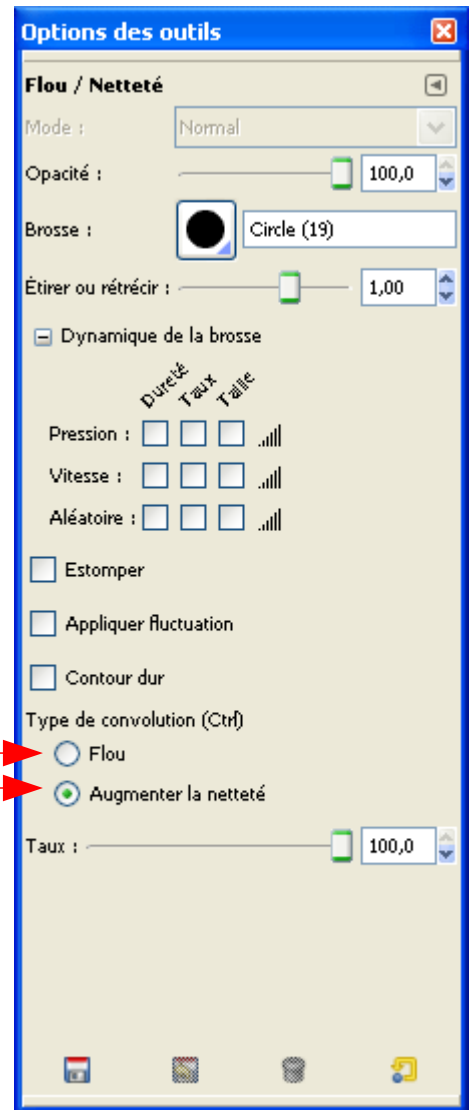 Options des outils
Flou / Netteté
Mode : Normal
Opacité : 100,0
Brosse : Circle (19)
Étirer ou rétrécir : 1,00
Dynamique de la brosse
Dureté Taux Taille
Pression :
Vitesse :
Aléatoire :
Estomper
Appliquer fluctuation
Contour dur
Type de convolution (Ctrl)
Flou
Augmenter la netteté
Taux : 100,0